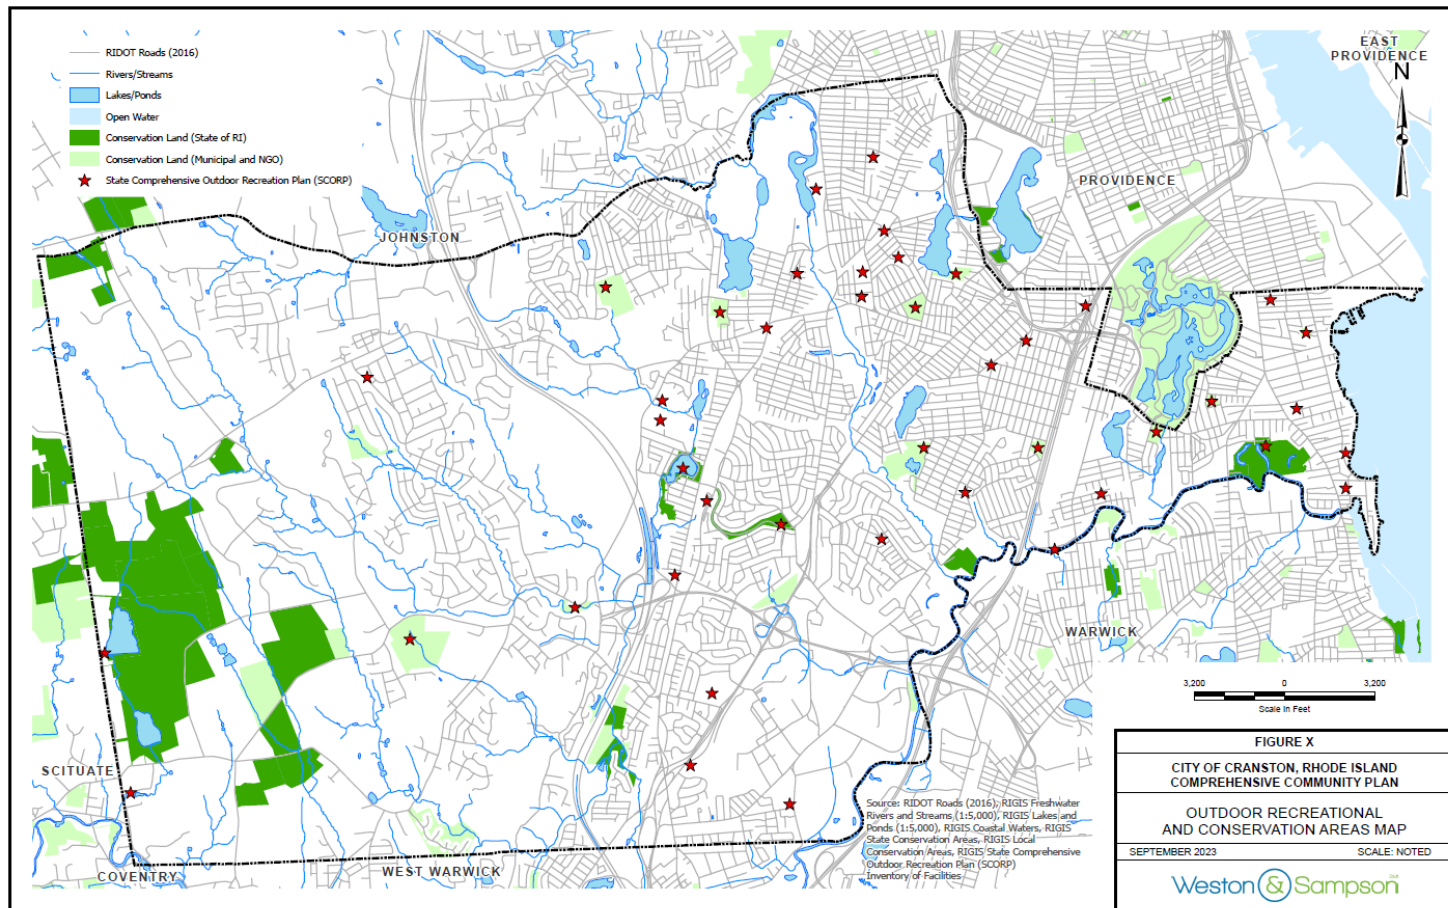 RIDOT Roads (2016)
Rivers/Streams
Lakes/Ponds
Open Water
Conservation Land (State of RI)
Conservation Land (Municipal and NGO)
State Comprehensive Outdoor Recreation Plan (SCORP)
EAST
PROVIDENCE
N
PROVIDENCE
JOHNSTON
WARWICK
SCITUATE
COVENTRY
WEST WARWICK
3,200 0 3,200
Scale in Feet
Source: RIDOT Roads (2016), RIGIS Freshwater
Rivers and Streams (1:5,000), RIGIS Lakes and
Ponds (1:5,000), RIGIS Coastal Waters, RIGIS
State Conservation Areas, RIGIS Local
Conservation Areas, RIGIS State Comprehensive
Outdoor Recreation Plan (SCORP)
Inventory of Facilities
FIGURE X
CITY OF CRANSTON, RHODE ISLAND
COMPREHENSIVE COMMUNITY PLAN
OUTDOOR RECREATIONAL
AND CONSERVATION AREAS MAP
SEPTEMBER 2023 SCALE: NOTED
Weston & Sampson